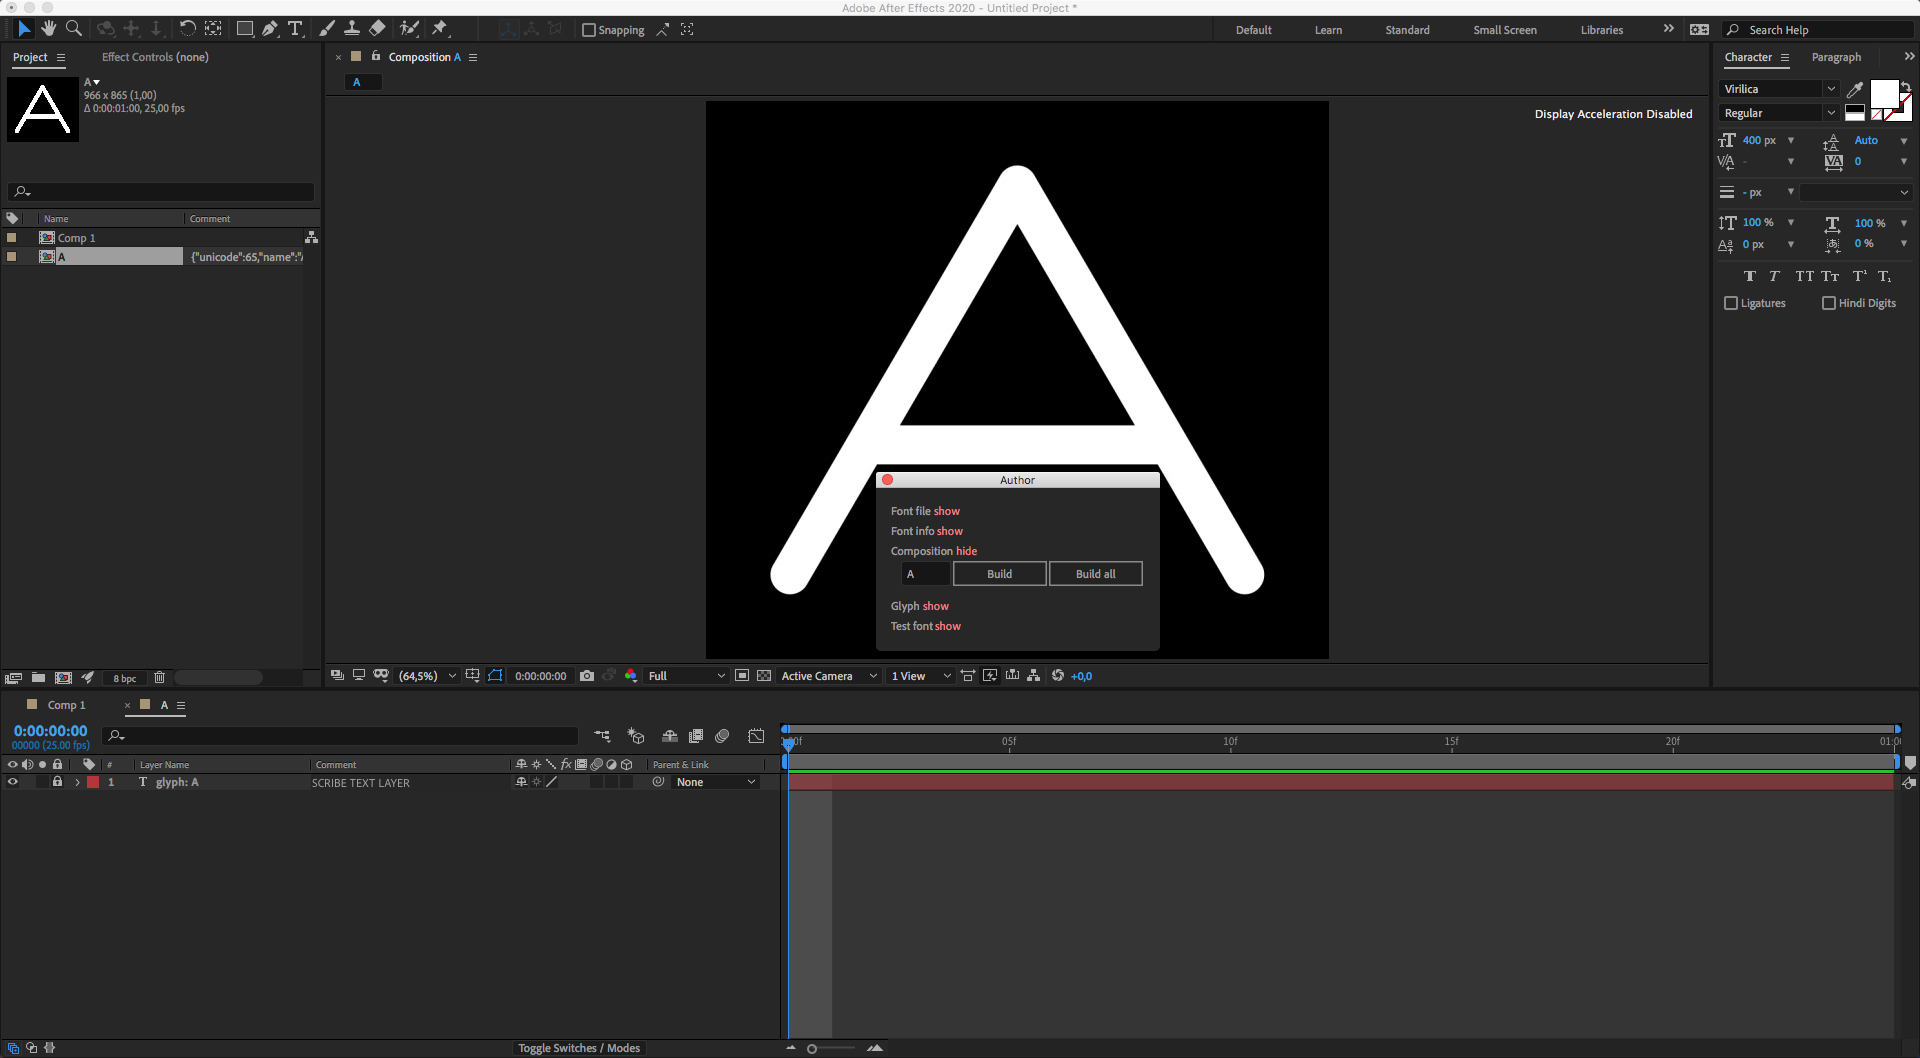 Adobe After Effects 2020 - Untitled Project *
Snapping
Default
Learn
Standard
Small Screen
Libraries
Search Help
Project
Effect Controls (none)
Composition A
A
Character
Paragraph
A
966 x 865 (1,00)
Δ 0:00:01:00, 25,00 fps
Name
Comment
Comp 1
A
{"unicode":65,"name":"A
Display Acceleration Disabled
A
Virilica
Regular
400 px
Auto
-
0
- px
100 %
100 %
0 px
0 %
T T TT Tt T¹ T₁
Ligatures
Hindi Digits
Author
Font file show
Font info show
Composition hide
A
Build
Build all
Glyph show
Test font show
8 bpc
(64,5%)
0:00:00:00
Full
Active Camera
1 View
+0,0
Comp 1
A
0:00:00:00
00000 (25.00 fps)
05f
10f
15f
20f
#
Layer Name
Comment
fx
Parent & Link
1
T
glyph: A
SCRIBE TEXT LAYER
None
Toggle Switches / Modes